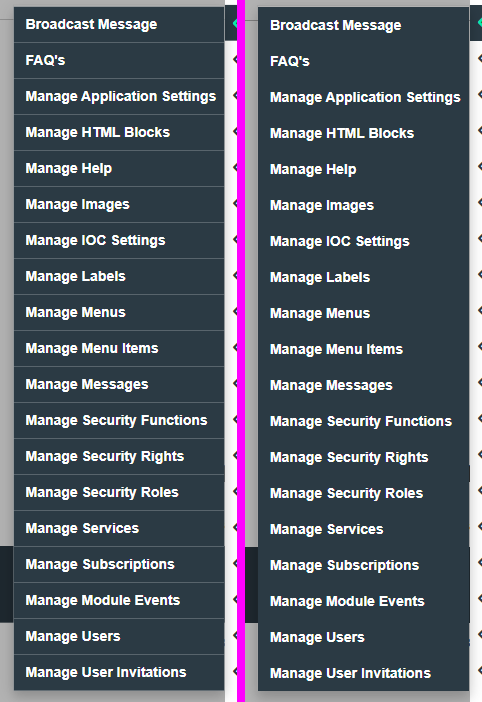 Broadcast Message
FAQ's
Manage Application Settings
Manage HTML Blocks
Manage Help
Manage Images
Manage IOC Settings
Manage Labels
Manage Menus
Manage Menu Items
Manage Messages
Manage Security Functions
Manage Security Rights
Manage Security Roles
Manage Services
Manage Subscriptions
Manage Module Events
Manage Users
Manage User Invitations
Broadcast Message
FAQ's
Manage Application Settings
Manage HTML Blocks
Manage Help
Manage Images
Manage IOC Settings
Manage Labels
Manage Menus
Manage Menu Items
Manage Messages
Manage Security Functions
Manage Security Rights
Manage Security Roles
Manage Services
Manage Subscriptions
Manage Module Events
Manage Users
Manage User Invitations